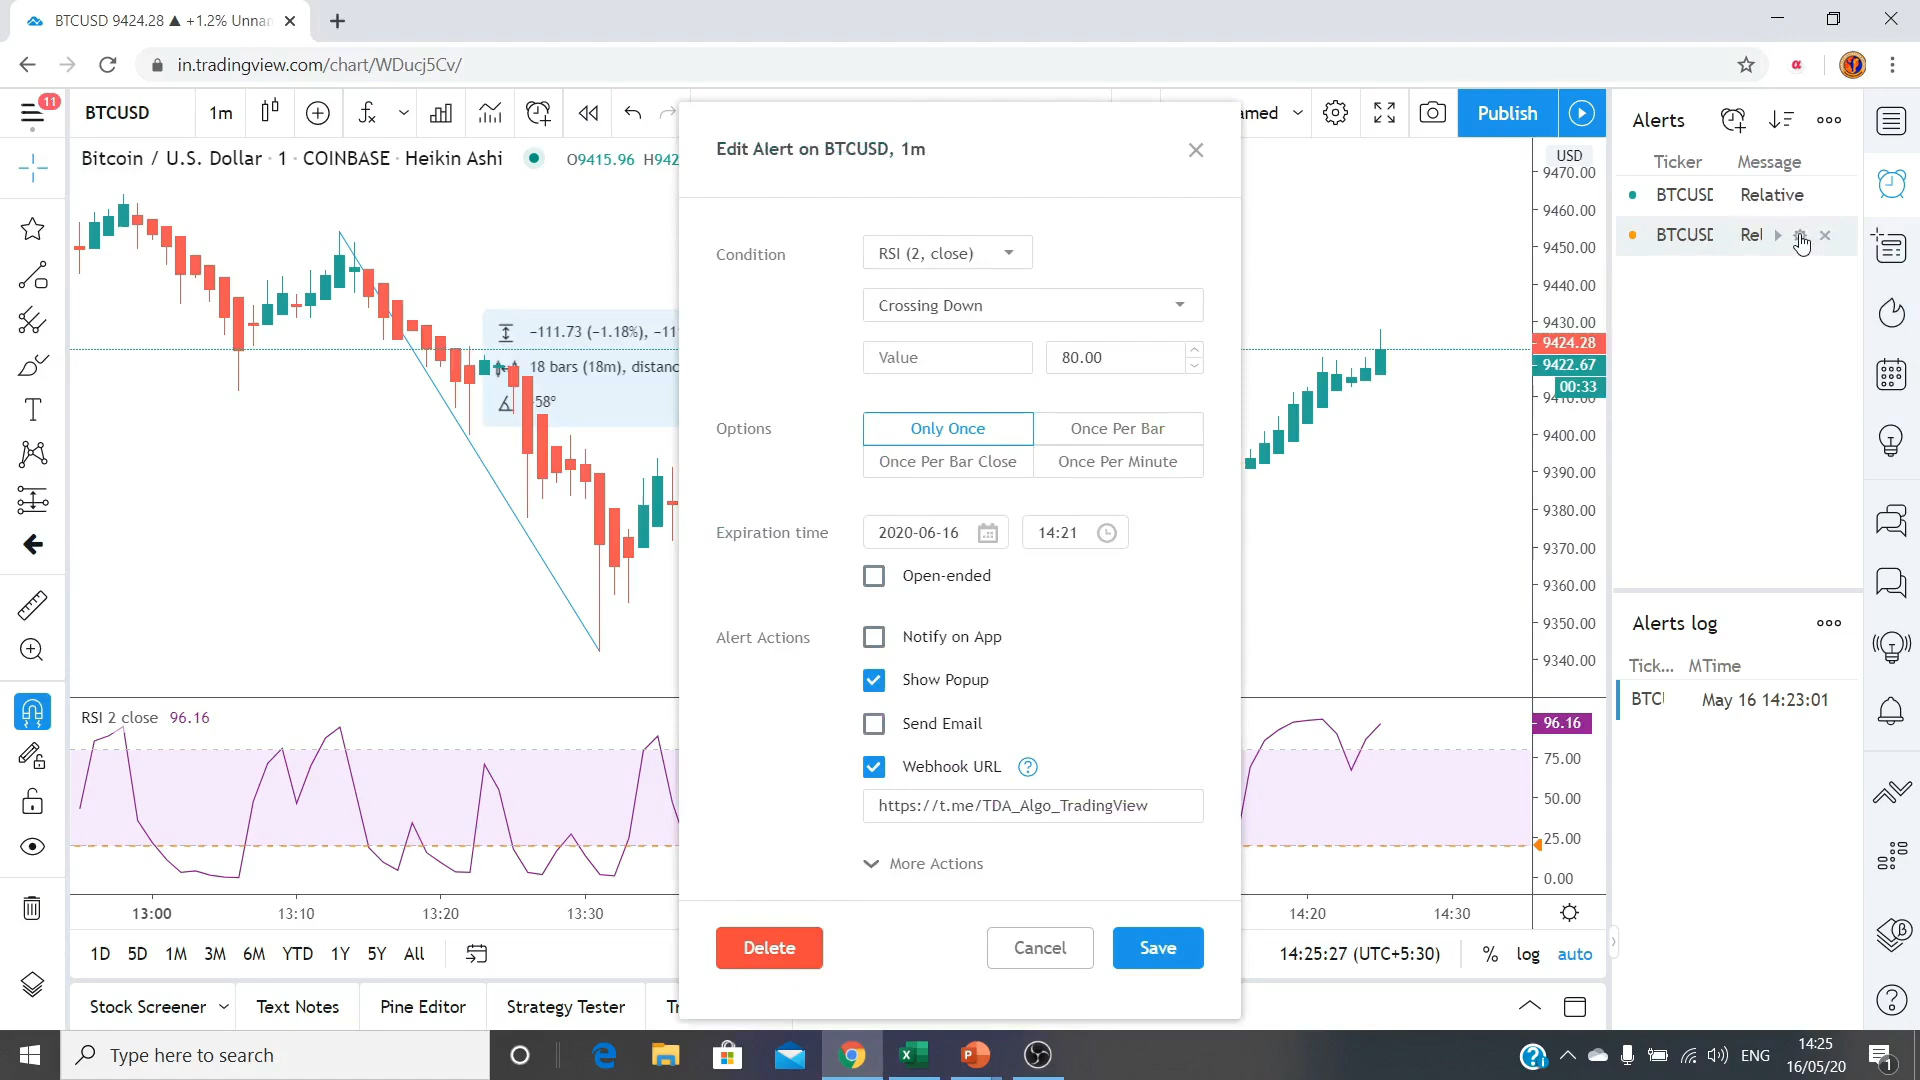 BTCUSD 9424.28 ▲ +1.2% Unnam
in.tradingview.com/chart/WDucj5Cv/
11
BTCUSD
1m
amed
Publish
Bitcoin / U.S. Dollar · 1 · COINBASE · Heikin Ashi
O9415.96 H942
−111.73 (−1.18%), −11
18 bars (18m), distanc
58°
Edit Alert on BTCUSD, 1m
Condition
RSI (2, close)
Crossing Down
Value
80.00
Options
Only Once
Once Per Bar
Once Per Bar Close
Once Per Minute
Expiration time
2020-06-16
14:21
Open-ended
Alert Actions
Notify on App
Show Popup
Send Email
Webhook URL
https://t.me/TDA_Algo_TradingView
More Actions
Delete
Cancel
Save
USD
9470.00
9460.00
9450.00
9440.00
9430.00
9424.28
9422.67
00:33
9410.00
9400.00
9390.00
9380.00
9370.00
9360.00
9350.00
9340.00
RSI 2 close 96.16
96.16
75.00
50.00
25.00
0.00
13:00
13:10
13:20
13:30
14:20
14:30
1D
5D
1M
3M
6M
YTD
1Y
5Y
All
14:25:27 (UTC+5:30)
%
log
auto
Stock Screener
Text Notes
Pine Editor
Strategy Tester
Tr
Alerts
Ticker
Message
BTCUSD
Relative
BTCUSD
Rel
Alerts log
Tick...
MTime
BTCU
May 16 14:23:01
Type here to search
ENG
14:25
16/05/20
1